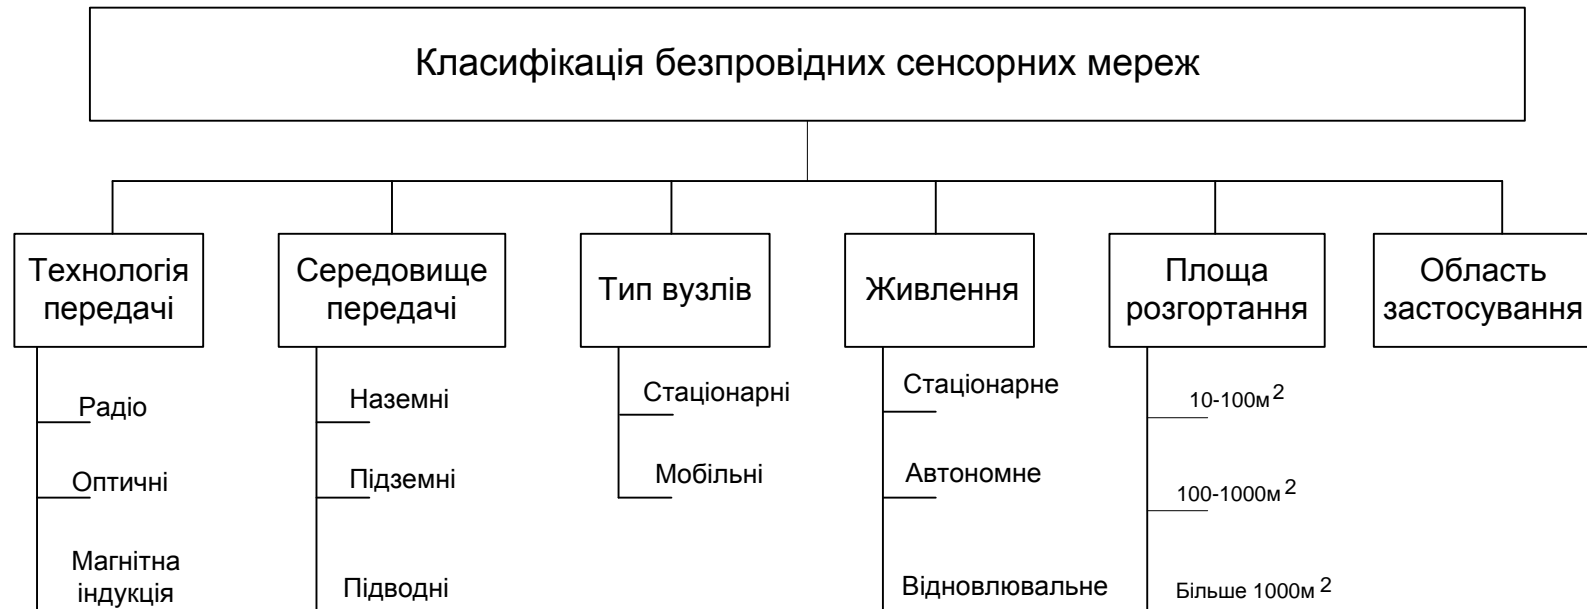 Класифікація безпровідних сенсорних мереж
Технологія
передачі
Радіо
Оптичні
Магнітна
індукція
Середовище
передачі
Наземні
Підземні
Підводні
Тип вузлів
Стаціонарні
Мобільні
Живлення
Стаціонарне
Автономне
Відновлювальне
Площа
розгортання
10-100м²
100-1000м²
Більше 1000м²
Область
застосування